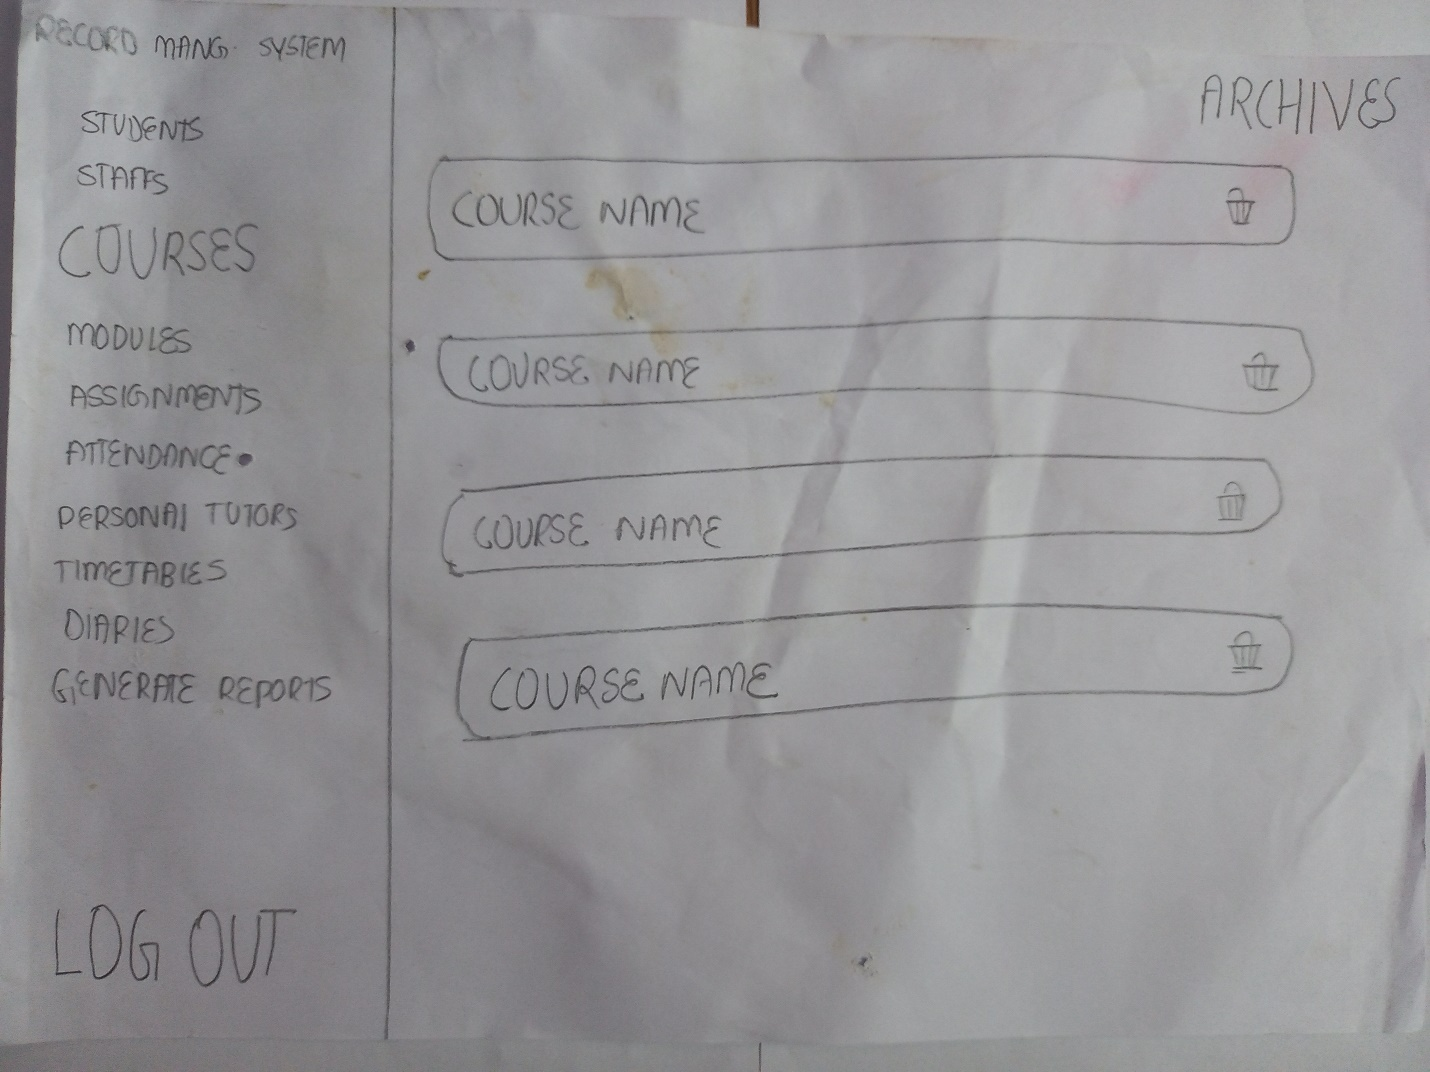 RECORD MANG. SYSTEM
STUDENTS
STAFFS
COURSES
MODULES
ASSIGNMENTS
ATTENDANCE
PERSONAL TUTORS
TIMETABLES
DIARIES
GENERATE REPORTS
LOG OUT
ARCHIVES
COURSE NAME
COURSE NAME
COURSE NAME
COURSE NAME